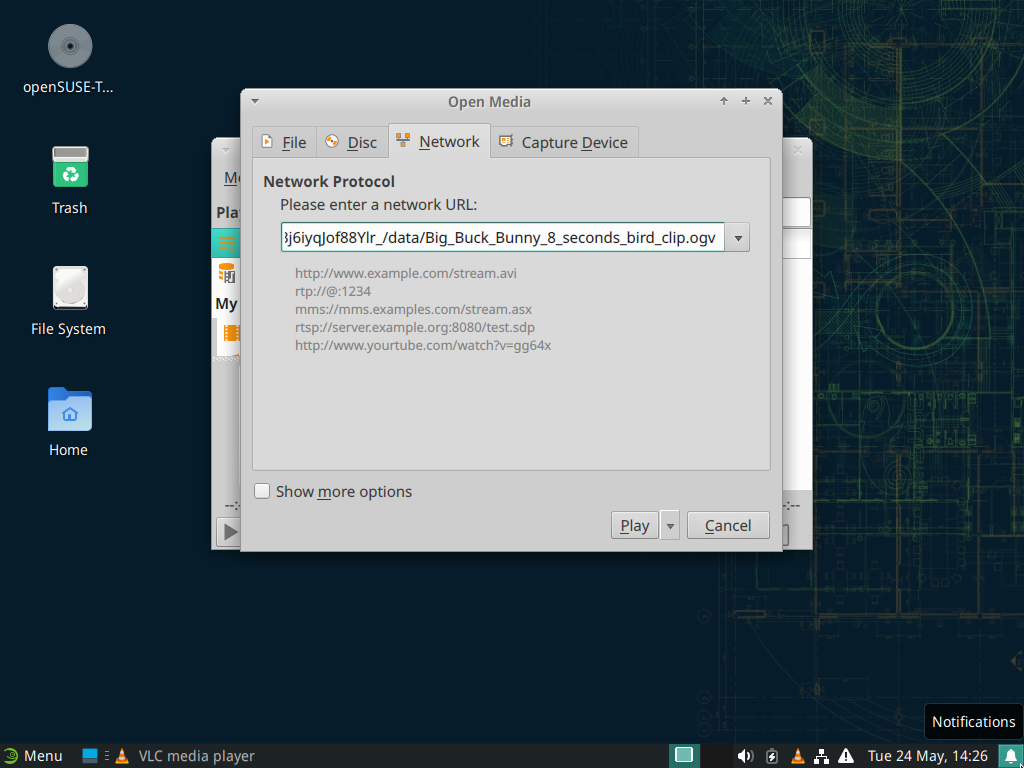 openSUSE-T...
Trash
File System
Home
Open Media
File
Disc
Network
Capture Device
Network Protocol
Please enter a network URL:
j6iyqJof88Ylr_/data/Big_Buck_Bunny_8_seconds_bird_clip.ogv
http://www.example.com/stream.avi
rtp://@:1234
mms://mms.examples.com/stream.asx
rtsp://server.example.org:8080/test.sdp
http://www.yourtube.com/watch?v=gg64x
Show more options
Play
Cancel
My
--:
:--
Notifications
Menu
VLC media player
Tue 24 May, 14:26